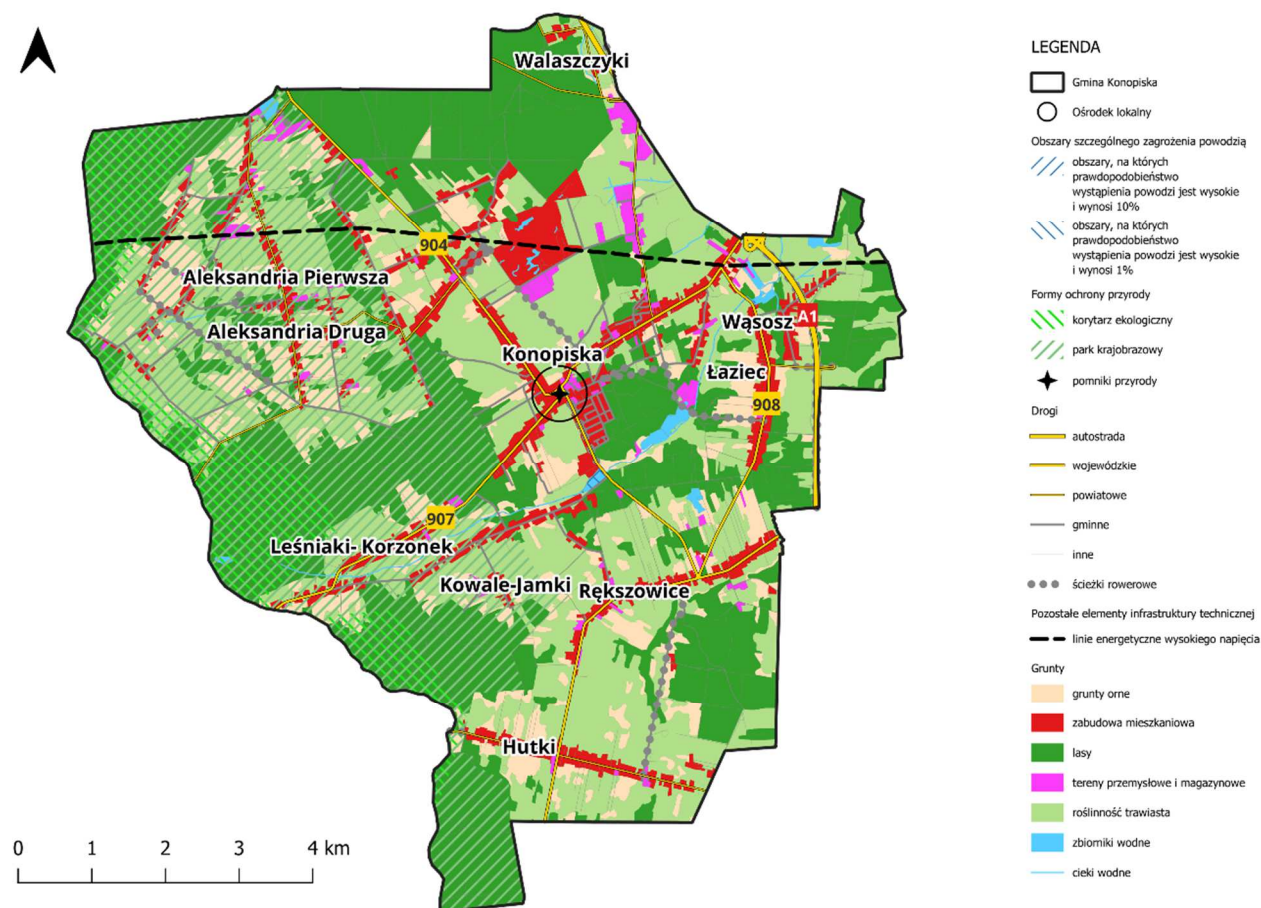 Walaszczyki
904
Aleksandria Pierwsza
Aleksandria Druga
Konopiska
Wąsosz
A1
Łaziec
908
907
Leśniaki- Korzonek
Kowale-Jamki
Rększowice
Hutki
0 1 2 3 4 km
LEGENDA
Gmina Konopiska
Ośrodek lokalny
Obszary szczególnego zagrożenia powodzią
obszary, na których
prawdopodobieństwo
wystąpienia powodzi jest wysokie
i wynosi 10%
obszary, na których
prawdopodobieństwo
wystąpienia powodzi jest wysokie
i wynosi 1%
Formy ochrony przyrody
korytarz ekologiczny
park krajobrazowy
pomniki przyrody
Drogi
autostrada
wojewódzkie
powiatowe
gminne
inne
ścieżki rowerowe
Pozostałe elementy infrastruktury technicznej
linie energetyczne wysokiego napięcia
Grunty
grunty orne
zabudowa mieszkaniowa
lasy
tereny przemysłowe i magazynowe
roślinność trawiasta
zbiorniki wodne
cieki wodne